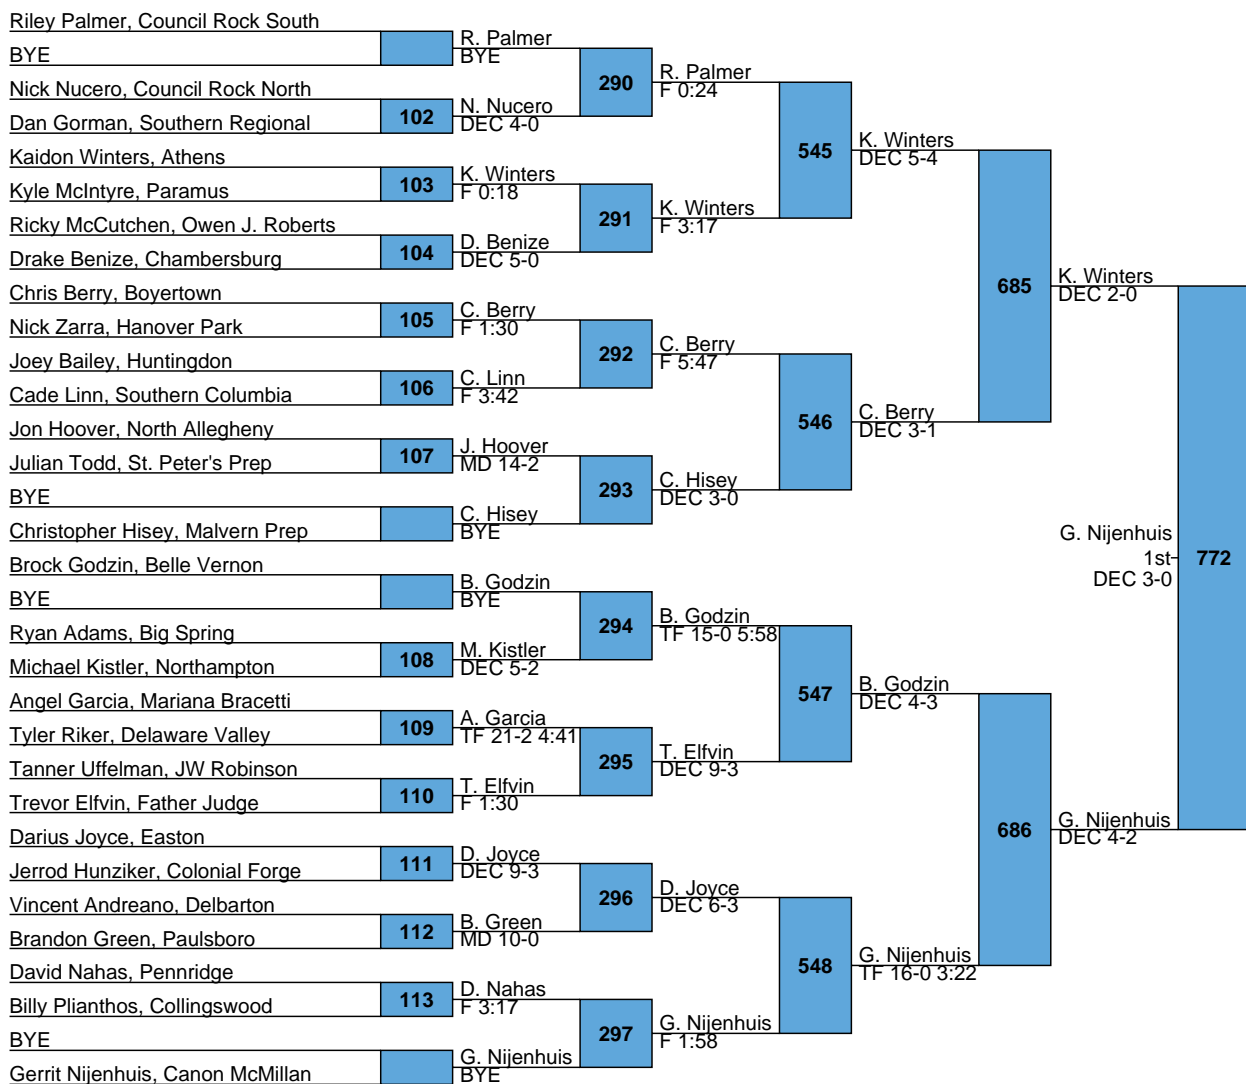 Riley Palmer, Council Rock South
BYE
Nick Nucero, Council Rock North
Dan Gorman, Southern Regional
Kaidon Winters, Athens
Kyle McIntyre, Paramus
Ricky McCutchen, Owen J. Roberts
Drake Benize, Chambersburg
Chris Berry, Boyertown
Nick Zarra, Hanover Park
Joey Bailey, Huntingdon
Cade Linn, Southern Columbia
Jon Hoover, North Allegheny
Julian Todd, St. Peter's Prep
BYE
Christopher Hisey, Malvern Prep
Brock Godzin, Belle Vernon
BYE
Ryan Adams, Big Spring
Michael Kistler, Northampton
Angel Garcia, Mariana Bracetti
Tyler Riker, Delaware Valley
Tanner Uffelman, JW Robinson
Trevor Elfvin, Father Judge
Darius Joyce, Easton
Jerrod Hunziker, Colonial Forge
Vincent Andreano, Delbarton
Brandon Green, Paulsboro
David Nahas, Pennridge
Billy Plianthos, Collingswood
BYE
Gerrit Nijenhuis, Canon McMillan
102
103
104
105
106
107
108
109
110
111
112
113
R. Palmer
BYE
N. Nucero
DEC 4-0
K. Winters
F 0:18
D. Benize
DEC 5-0
C. Berry
F 1:30
C. Linn
F 3:42
J. Hoover
MD 14-2
C. Hisey
BYE
B. Godzin
BYE
M. Kistler
DEC 5-2
A. Garcia
TF 21-2 4:41
T. Elfvin
F 1:30
D. Joyce
DEC 9-3
B. Green
MD 10-0
D. Nahas
F 3:17
G. Nijenhuis
BYE
290
291
292
293
294
295
296
297
R. Palmer
F 0:24
K. Winters
F 3:17
C. Berry
F 5:47
C. Hisey
DEC 3-0
B. Godzin
TF 15-0 5:58
T. Elfvin
DEC 9-3
D. Joyce
DEC 6-3
G. Nijenhuis
F 1:58
545
546
547
548
K. Winters
DEC 5-4
C. Berry
DEC 3-1
B. Godzin
DEC 4-3
G. Nijenhuis
TF 16-0 3:22
685
686
K. Winters
DEC 2-0
G. Nijenhuis
DEC 4-2
772
G. Nijenhuis
1st
DEC 3-0